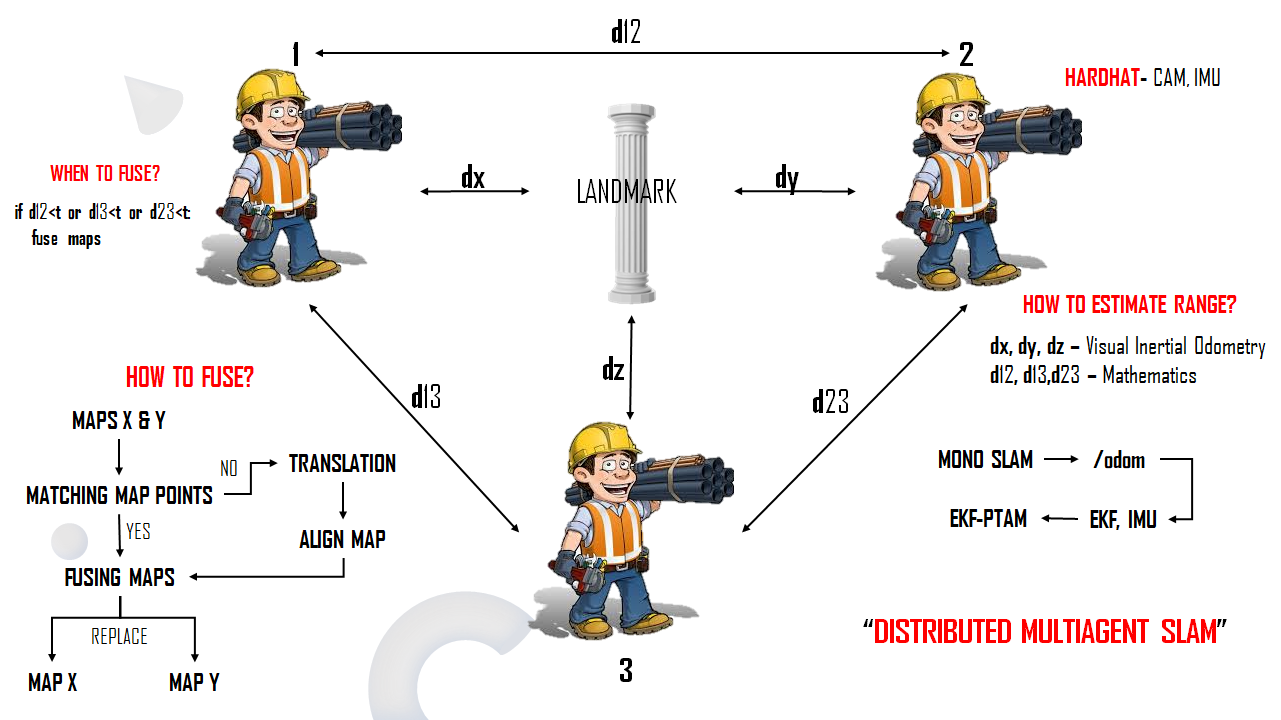 d12
1
2
HARDHAT- CAM, IMU
WHEN TO FUSE?
if d12<t or d13<t or d23<t:
fuse maps
dx
LANDMARK
dy
HOW TO ESTIMATE RANGE?
dx, dy, dz – Visual Inertial Odometry
d12, d13,d23 – Mathematics
dz
d13
d23
HOW TO FUSE?
MAPS X & Y
NO
TRANSLATION
MATCHING MAP POINTS
YES
ALIGN MAP
FUSING MAPS
REPLACE
MAP X
MAP Y
MONO SLAM
/odom
EKF-PTAM
EKF, IMU
3
“DISTRIBUTED MULTIAGENT SLAM”